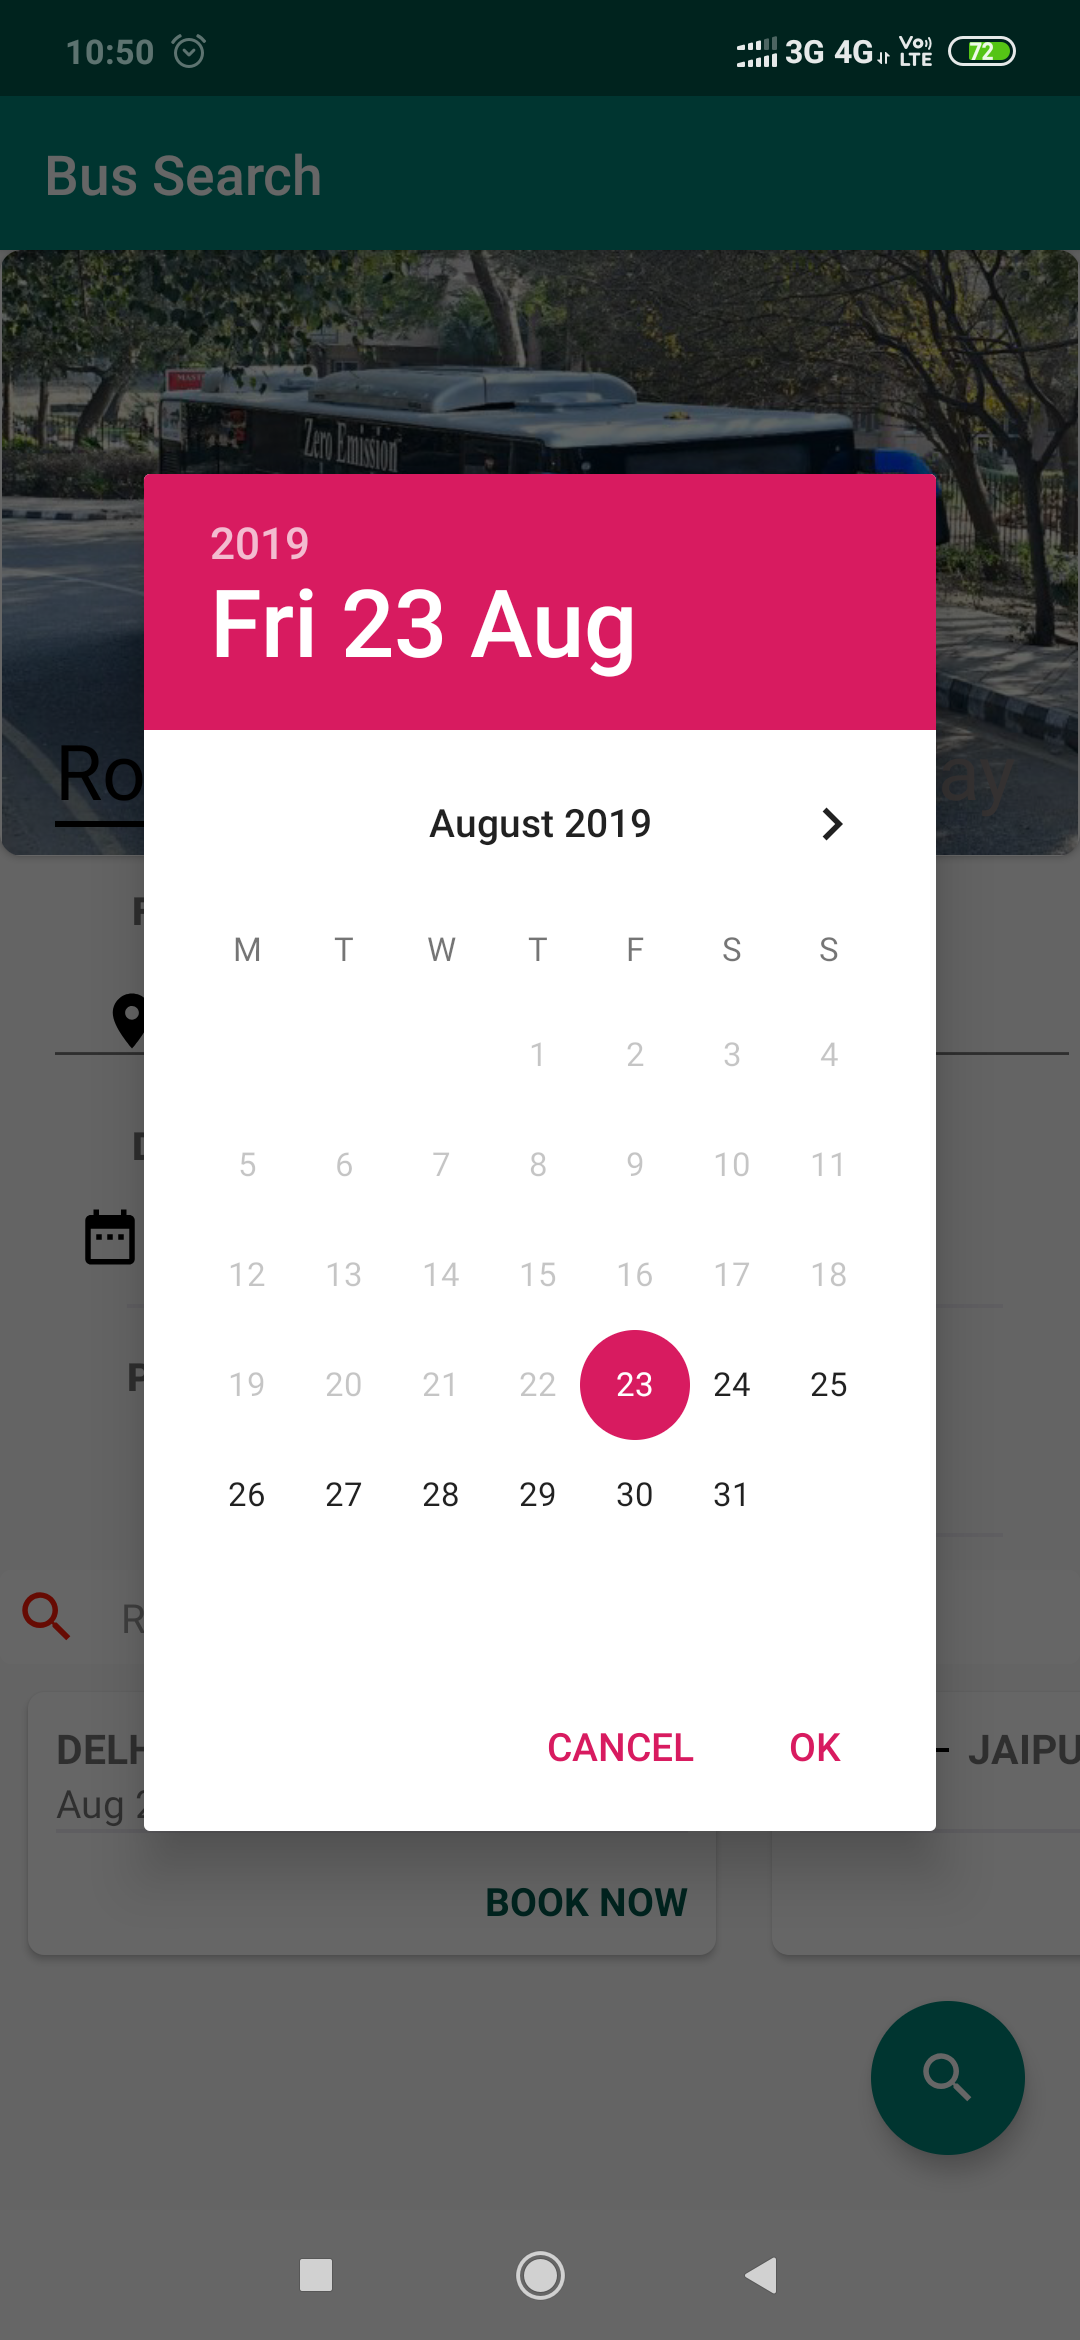 10:50 3G 4G Vo LTE 72
Bus Search
Zero Emission
2019
Fri 23 Aug
August 2019
M T W T F S S
1 2 3 4
5 6 7 8 9 10 11
12 13 14 15 16 17 18
19 20 21 22 23 24 25
26 27 28 29 30 31
CANCEL OK
JAIPU
Aug
BOOK NOW